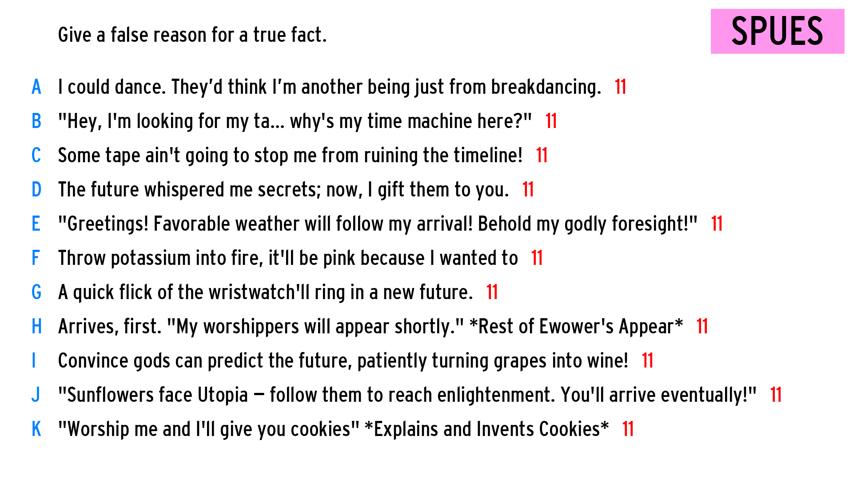 Give a false reason for a true fact.
SPUES
A I could dance. They'd think I'm another being just from breakdancing. 11
B "Hey, I'm looking for my ta... why's my time machine here?" 11
C Some tape ain't going to stop me from ruining the timeline! 11
D The future whispered me secrets; now, I gift them to you. 11
E "Greetings! Favorable weather will follow my arrival! Behold my godly foresight!" 11
F Throw potassium into fire, it'll be pink because I wanted to 11
G A quick flick of the wristwatch'll ring in a new future. 11
H Arrives, first. "My worshippers will appear shortly." *Rest of Ewower's Appear* 11
I Convince gods can predict the future, patiently turning grapes into wine! 11
J "Sunflowers face Utopia – follow them to reach enlightenment. You'll arrive eventually!" 11
K "Worship me and I'll give you cookies" *Explains and Invents Cookies* 11